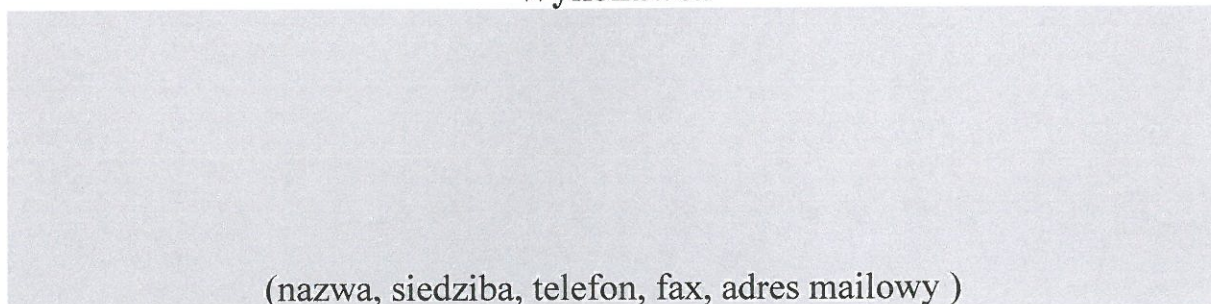 (nazwa, siedziba, telefon, fax, adres mailowy )